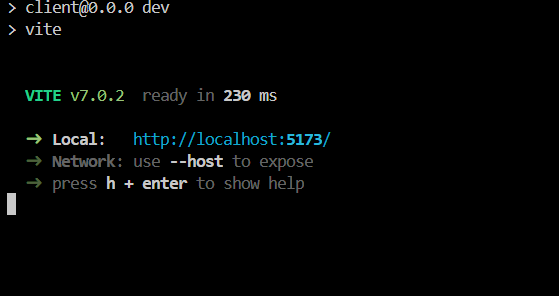 > client@0.0.0 dev
> vite
VITE v7.0.2 ready in 230 ms
➜ Local: http://localhost:5173/
➜ Network: use --host to expose
➜ press h + enter to show help